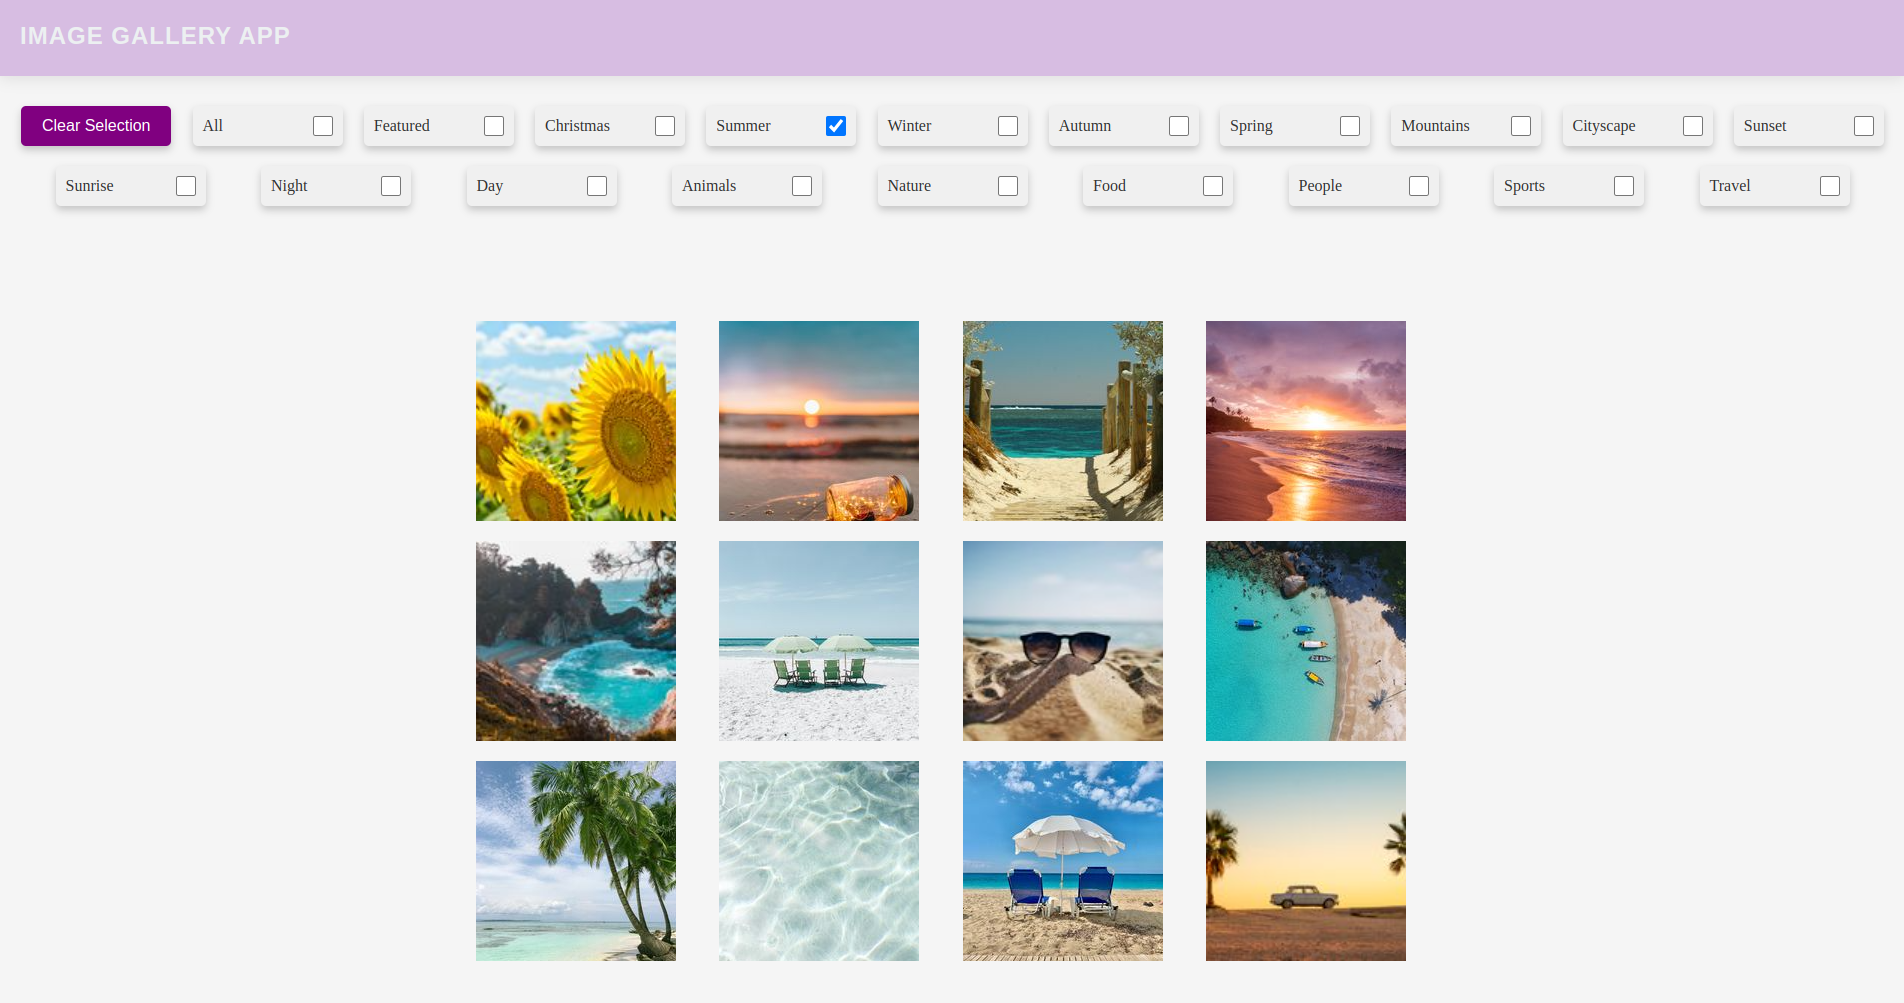 IMAGE GALLERY APP
Clear Selection All Featured Christmas Summer Winter Autumn Spring Mountains Cityscape Sunset
Sunrise Night Day Animals Nature Food People Sports Travel